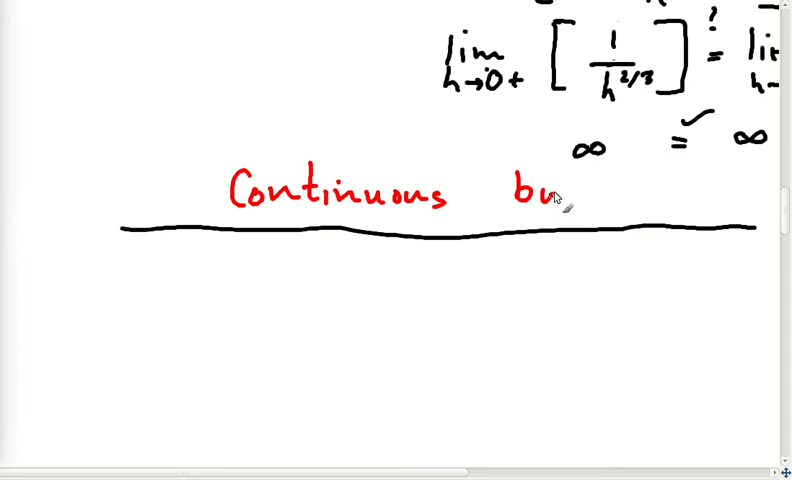 ?
lim [ 1 / h^2/3 ] = lim
h→0+ h→
∞ =✓ ∞
Continuous bu